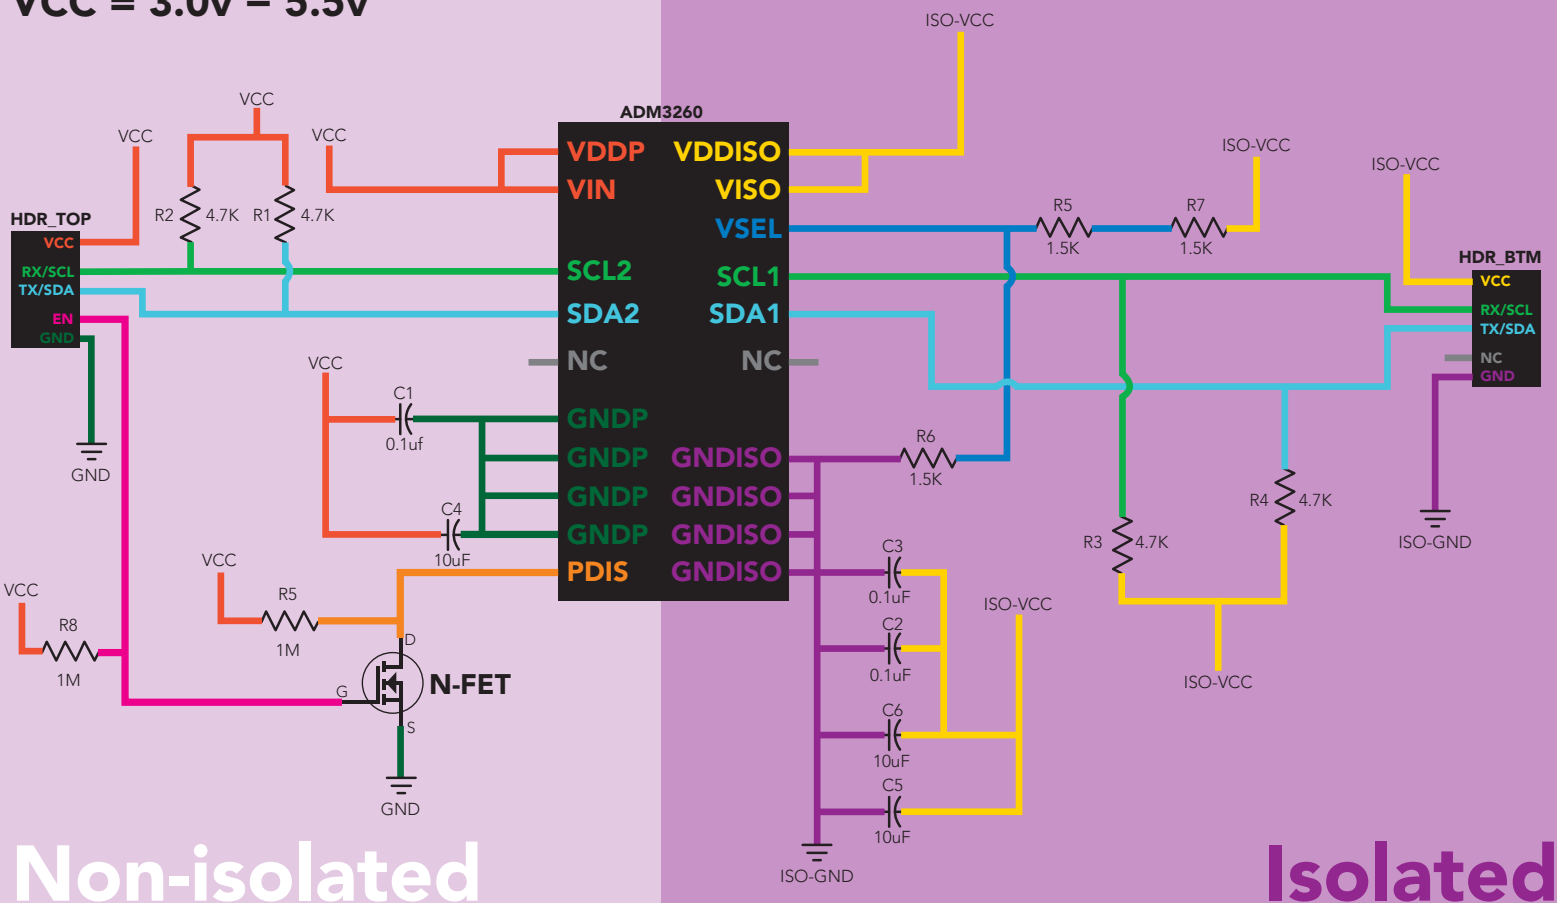 VCC = 3.0v – 5.5v
ISO-VCC
VCC
ADM3260
VCC
VCC
VDDP
VDDISO
ISO-VCC
ISO-VCC
VIN
VISO
R2
4.7K
R1
4.7K
R5
R7
HDR_TOP
VSEL
VCC
1.5K
1.5K
HDR_BTM
RX/SCL
SCL2
SCL1
VCC
TX/SDA
SDA2
SDA1
RX/SCL
EN
TX/SDA
GND
NC
NC
NC
VCC
GND
C1
GNDP
0.1uf
R6
GND
GNDP
GNDISO
1.5K
GNDP
GNDISO
R4
4.7K
C4
GNDP
GNDISO
R3
4.7K
ISO-GND
10uF
C3
VCC
PDIS
GNDISO
VCC
R5
0.1uF
ISO-VCC
R8
C2
1M
D
1M
0.1uF
G
N-FET
ISO-VCC
S
C6
10uF
C5
GND
10uF
Non-isolated
ISO-GND
Isolated